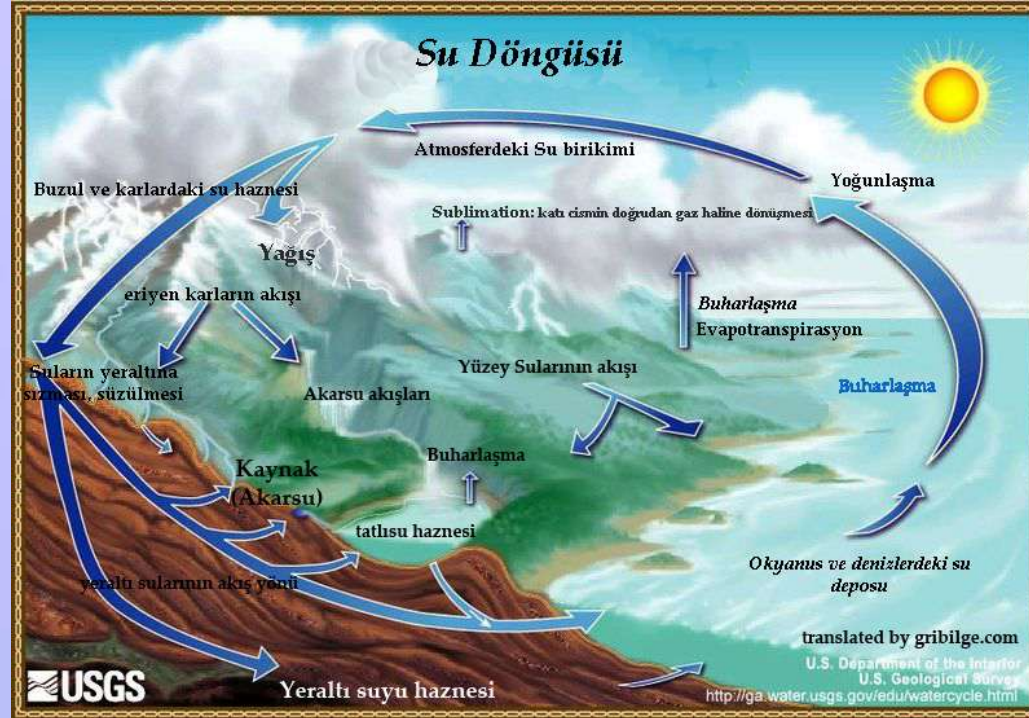 Su Döngüsü
Atmosferdeki Su birikimi
Yoğunlaşma
Buzul ve karlardaki su haznesi
Sublimation: katı cismin doğrudan gaz haline dönüşmesi
Yağış
eriyen karların akışı
Buharlaşma
Evapotranspirasyon
Yüzey Sularının akışı
Suların yeraltına
sızması, süzülmesi
Akarsu akışları
Buharlaşma
Buharlaşma
Kaynak
(Akarsu)
tatlısu haznesi
Okyanus ve denizlerdeki su
deposu
yeraltı sularının akış yönü
translated by gribilge.com
U.S. Department of the Interior
U.S. Geological Survey
http://ga.water.usgs.gov/edu/watercycle.html
USGS
Yeraltı suyu haznesi